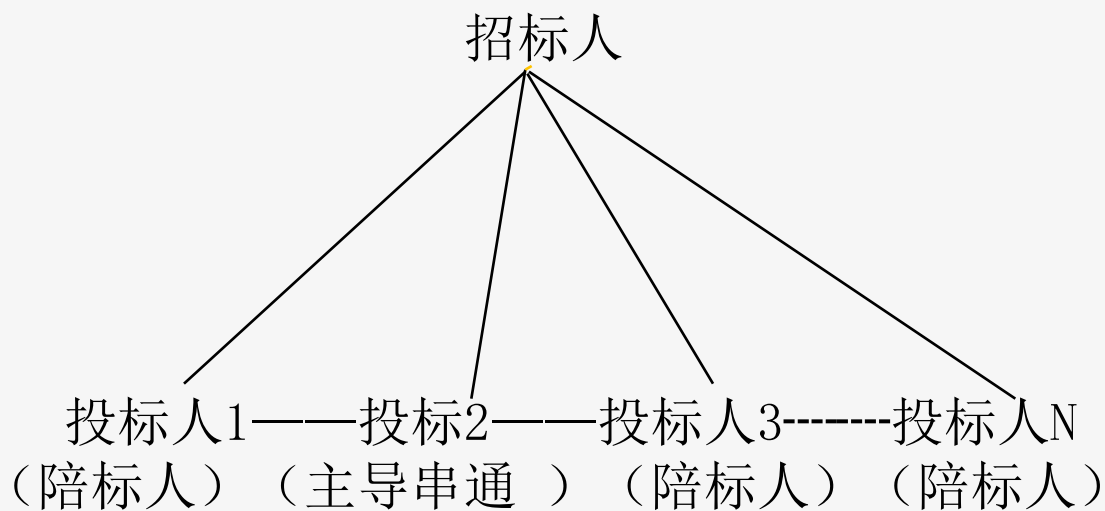 招标人
投标人1——投标2——投标人3--------投标人N
（陪标人）（主导串通 ）（陪标人）（陪标人）